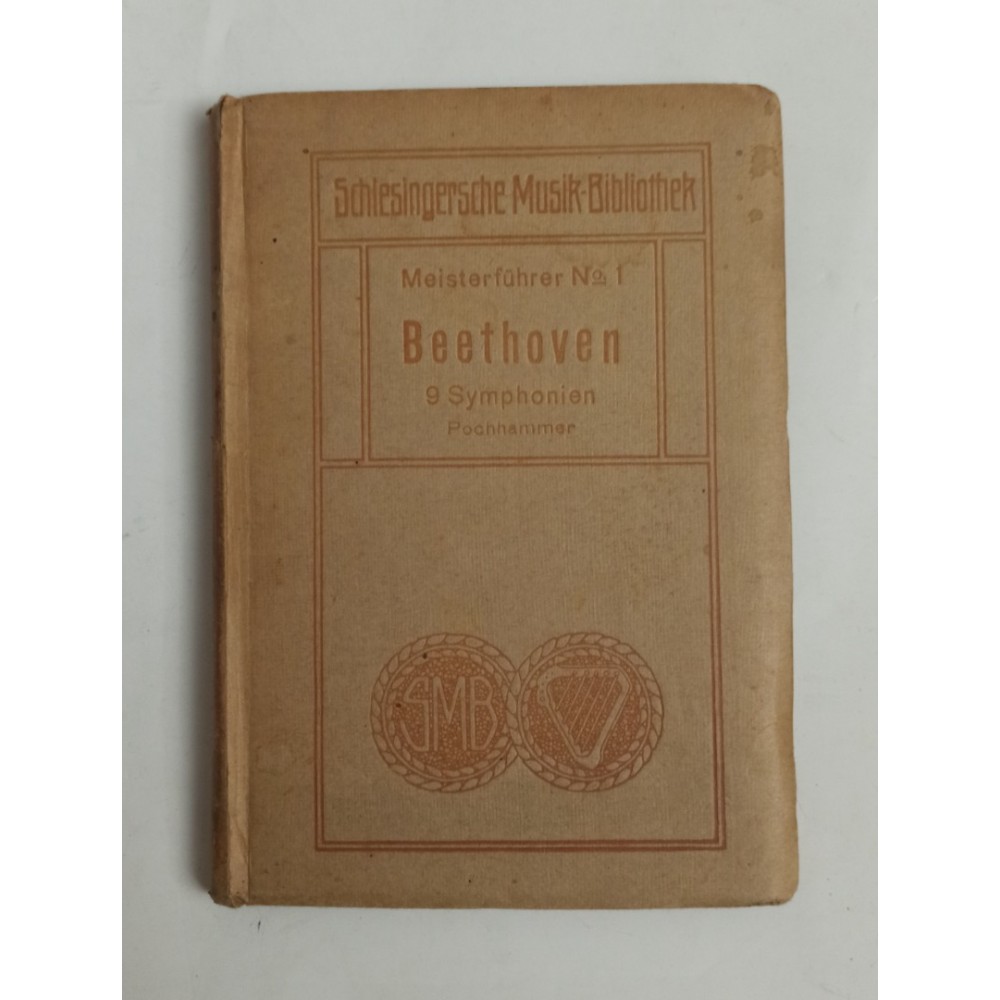 Schlesingersche Musik-Bibliothek
Meisterführer No 1
Beethoven
9 Symphonien
Pochhammer
SMB